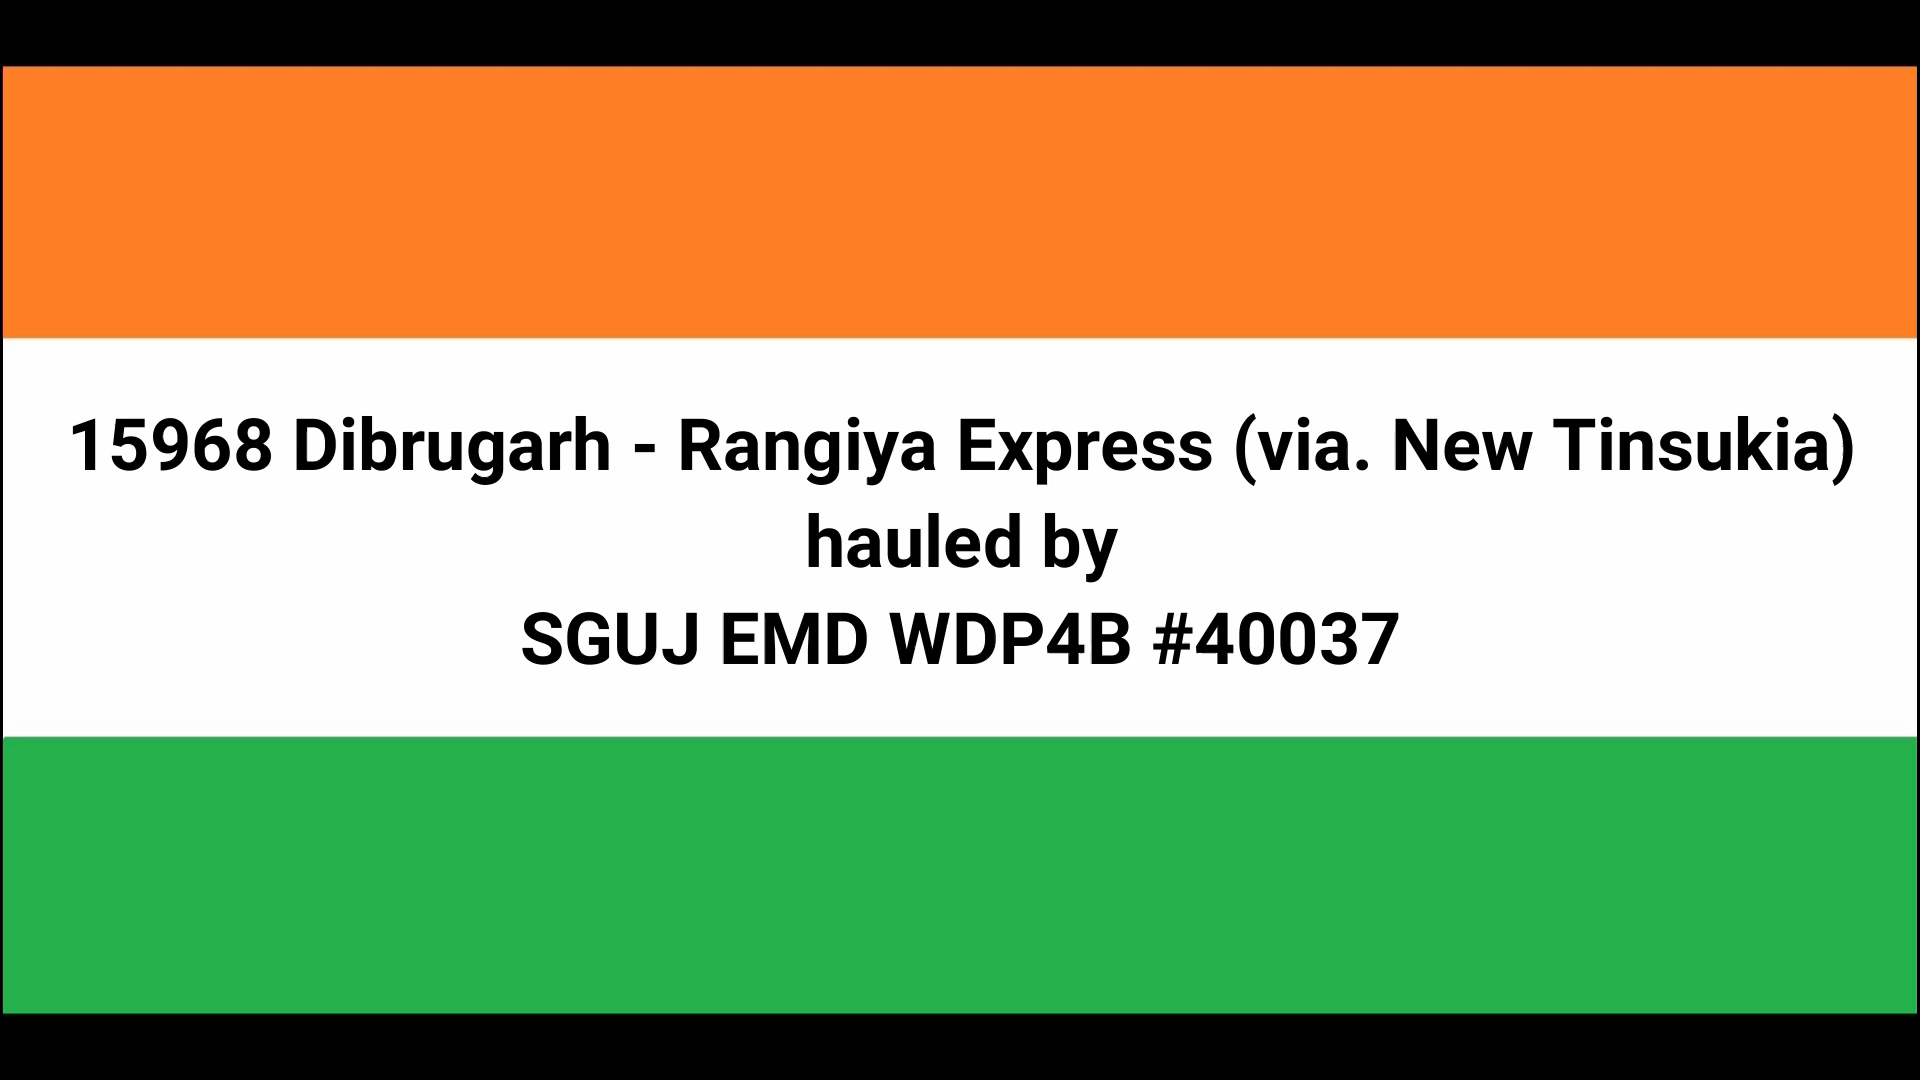 15968 Dibrugarh - Rangiya Express (via. New Tinsukia)
hauled by
SGUJ EMD WDP4B #40037